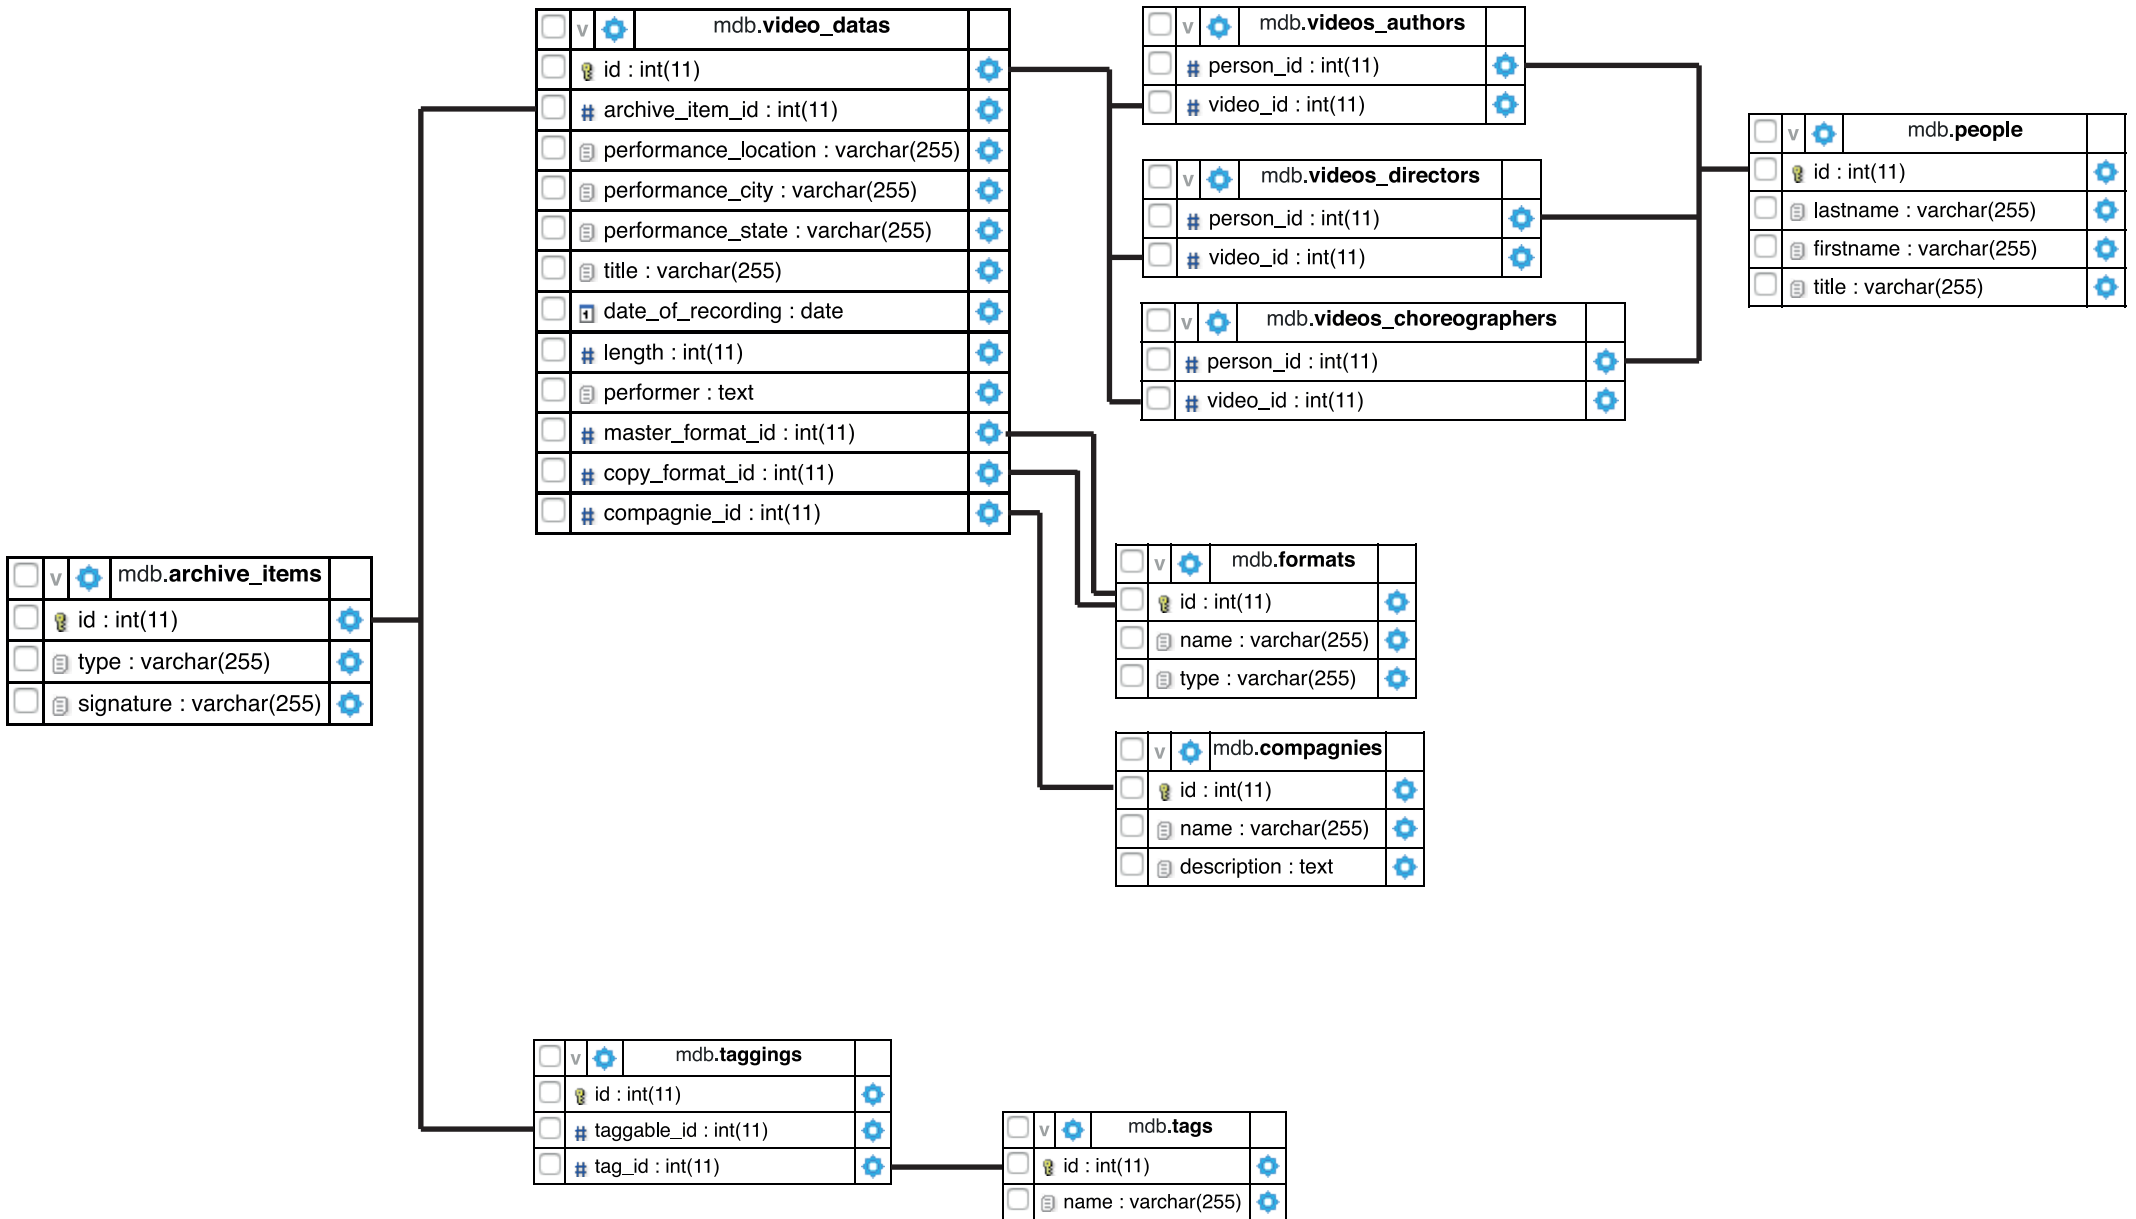 v mdb.video_datas
id : int(11)
archive_item_id : int(11)
performance_location : varchar(255)
performance_city : varchar(255)
performance_state : varchar(255)
title : varchar(255)
date_of_recording : date
length : int(11)
performer : text
master_format_id : int(11)
copy_format_id : int(11)
compagnie_id : int(11)
v mdb.videos_authors
person_id : int(11)
video_id : int(11)
v mdb.videos_directors
person_id : int(11)
video_id : int(11)
v mdb.videos_choreographers
person_id : int(11)
video_id : int(11)
v mdb.people
id : int(11)
lastname : varchar(255)
firstname : varchar(255)
title : varchar(255)
v mdb.archive_items
id : int(11)
type : varchar(255)
signature : varchar(255)
v mdb.formats
id : int(11)
name : varchar(255)
type : varchar(255)
v mdb.compagnies
id : int(11)
name : varchar(255)
description : text
v mdb.taggings
id : int(11)
taggable_id : int(11)
tag_id : int(11)
v mdb.tags
id : int(11)
name : varchar(255)